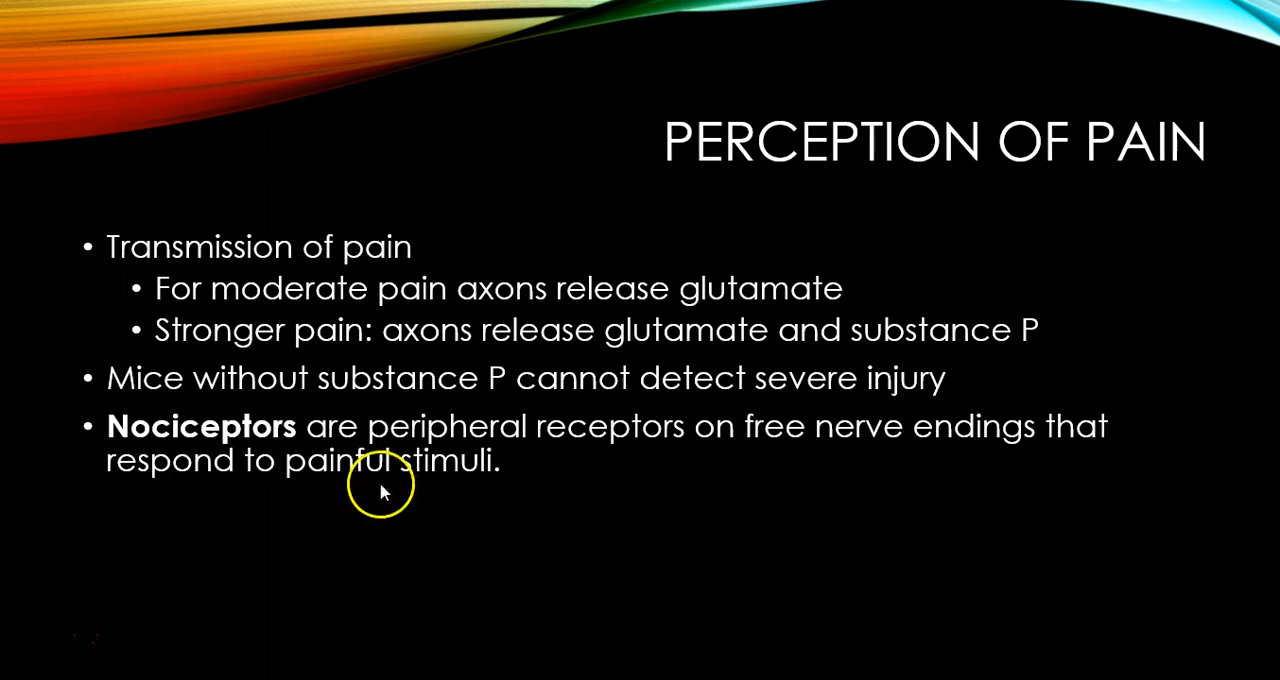 PERCEPTION OF PAIN
• Transmission of pain
• For moderate pain axons release glutamate
• Stronger pain: axons release glutamate and substance P
• Mice without substance P cannot detect severe injury
• Nociceptors are peripheral receptors on free nerve endings that
respond to painful stimuli.